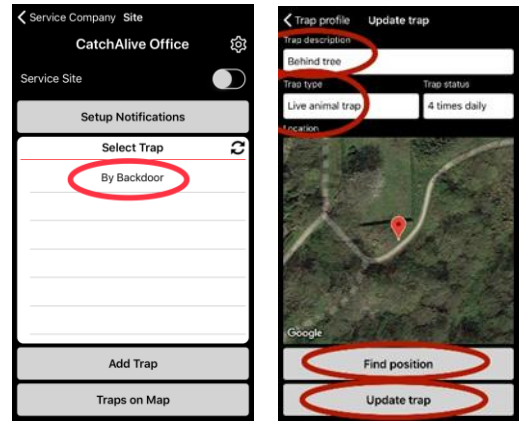 Service Company Site
CatchAlive Office
Service Site
Setup Notifications
Select Trap
By Backdoor
Add Trap
Traps on Map
Trap profile Update trap
Trap description
Behind tree
Trap type Trap status
Live animal trap 4 times daily
Location
Google
Find position
Update trap